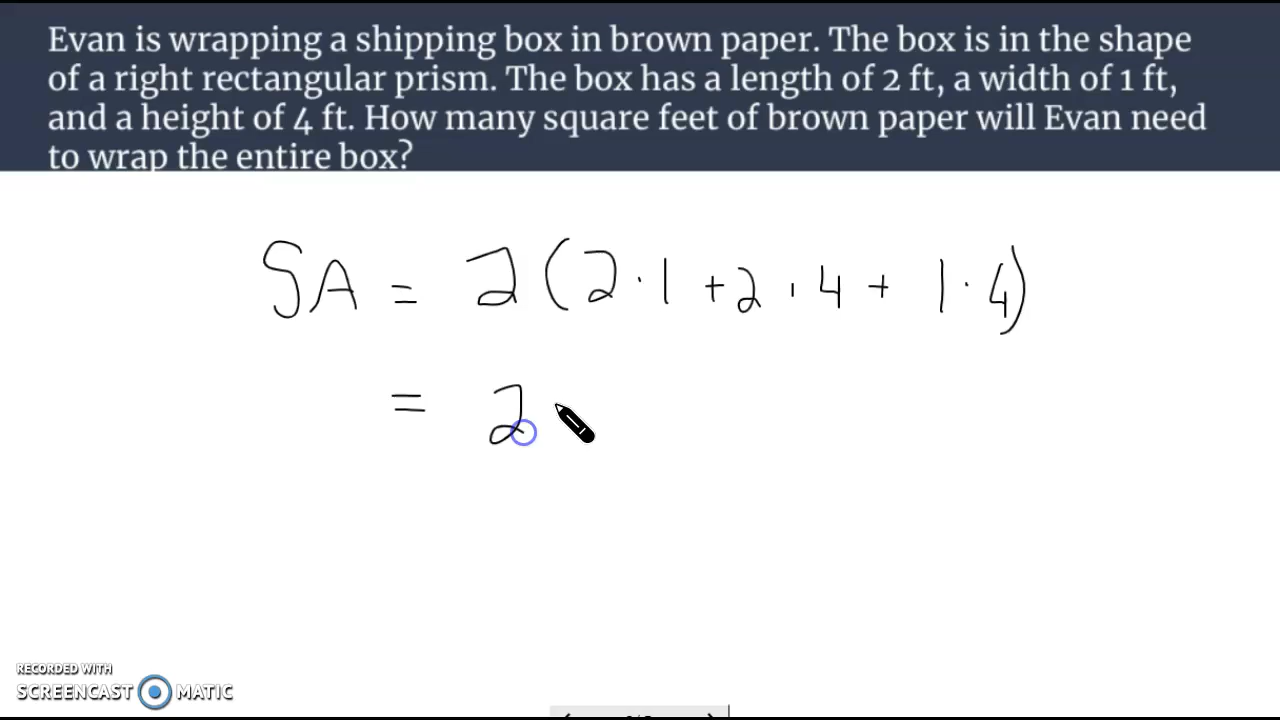 Evan is wrapping a shipping box in brown paper. The box is in the shape
of a right rectangular prism. The box has a length of 2 ft, a width of 1 ft,
and a height of 4 ft. How many square feet of brown paper will Evan need
to wrap the entire box?
SA = 2(2·1 + 2·4 + 1·4)
= 2
RECORDED WITH
SCREENCAST MATIC